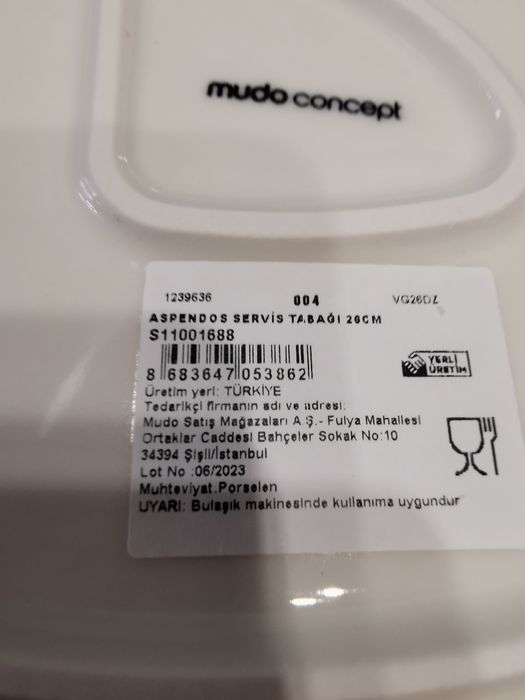 mudo concept
1239636 004 VG26DZ
ASPENDOS SERVİS TABAĞI 26CM
S11001688
8 683647 053862
YERLİ
ÜRETİM
Üretim yeri: TÜRKİYE
Tedarikçi firmanın adı ve adresi:
Mudo Satış Mağazaları A.Ş.- Fulya Mahallesi
Ortaklar Caddesi Bahçeler Sokak No:10
34394 Şişli/İstanbul
Lot No :06/2023
Muhteviyat:Porselen
UYARI: Bulaşık makinesinde kullanıma uygundur